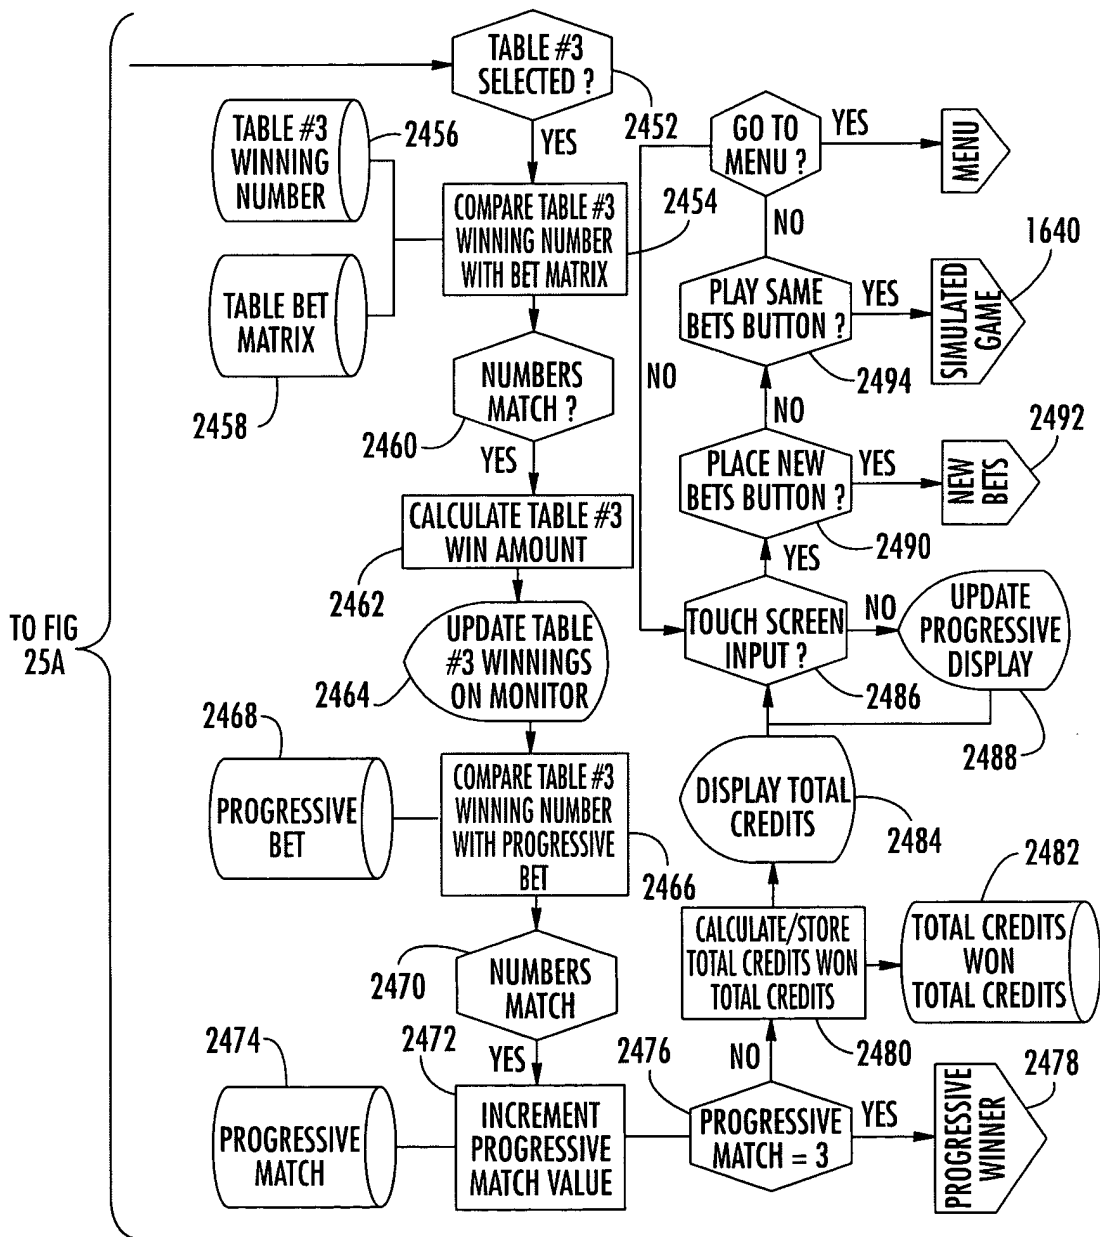 TO FIG
25A
TABLE #3
SELECTED ?
2452
YES
TABLE #3
WINNING
NUMBER
2456
COMPARE TABLE #3
WINNING NUMBER
WITH BET MATRIX
2454
TABLE BET
MATRIX
2458
NUMBERS
MATCH ?
2460
YES
CALCULATE TABLE #3
WIN AMOUNT
2462
UPDATE TABLE
#3 WINNINGS
ON MONITOR
2464
2468
PROGRESSIVE
BET
COMPARE TABLE #3
WINNING NUMBER
WITH PROGRESSIVE
BET
2466
2470
NUMBERS
MATCH
YES
2474
PROGRESSIVE
MATCH
2472
INCREMENT
PROGRESSIVE
MATCH VALUE
2476
PROGRESSIVE
MATCH = 3
YES
2478
PROGRESSIVE
WINNER
NO
CALCULATE/STORE
TOTAL CREDITS WON
TOTAL CREDITS
2480
2482
TOTAL CREDITS
WON
TOTAL CREDITS
DISPLAY TOTAL
CREDITS
2484
TOUCH SCREEN
INPUT ?
2486
NO
UPDATE
PROGRESSIVE
DISPLAY
2488
YES
PLACE NEW
BETS BUTTON ?
2490
YES
2492
NEW
BETS
NO
PLAY SAME
BETS BUTTON ?
2494
YES
1640
SIMULATED
GAME
NO
GO TO
MENU ?
YES
MENU
NO